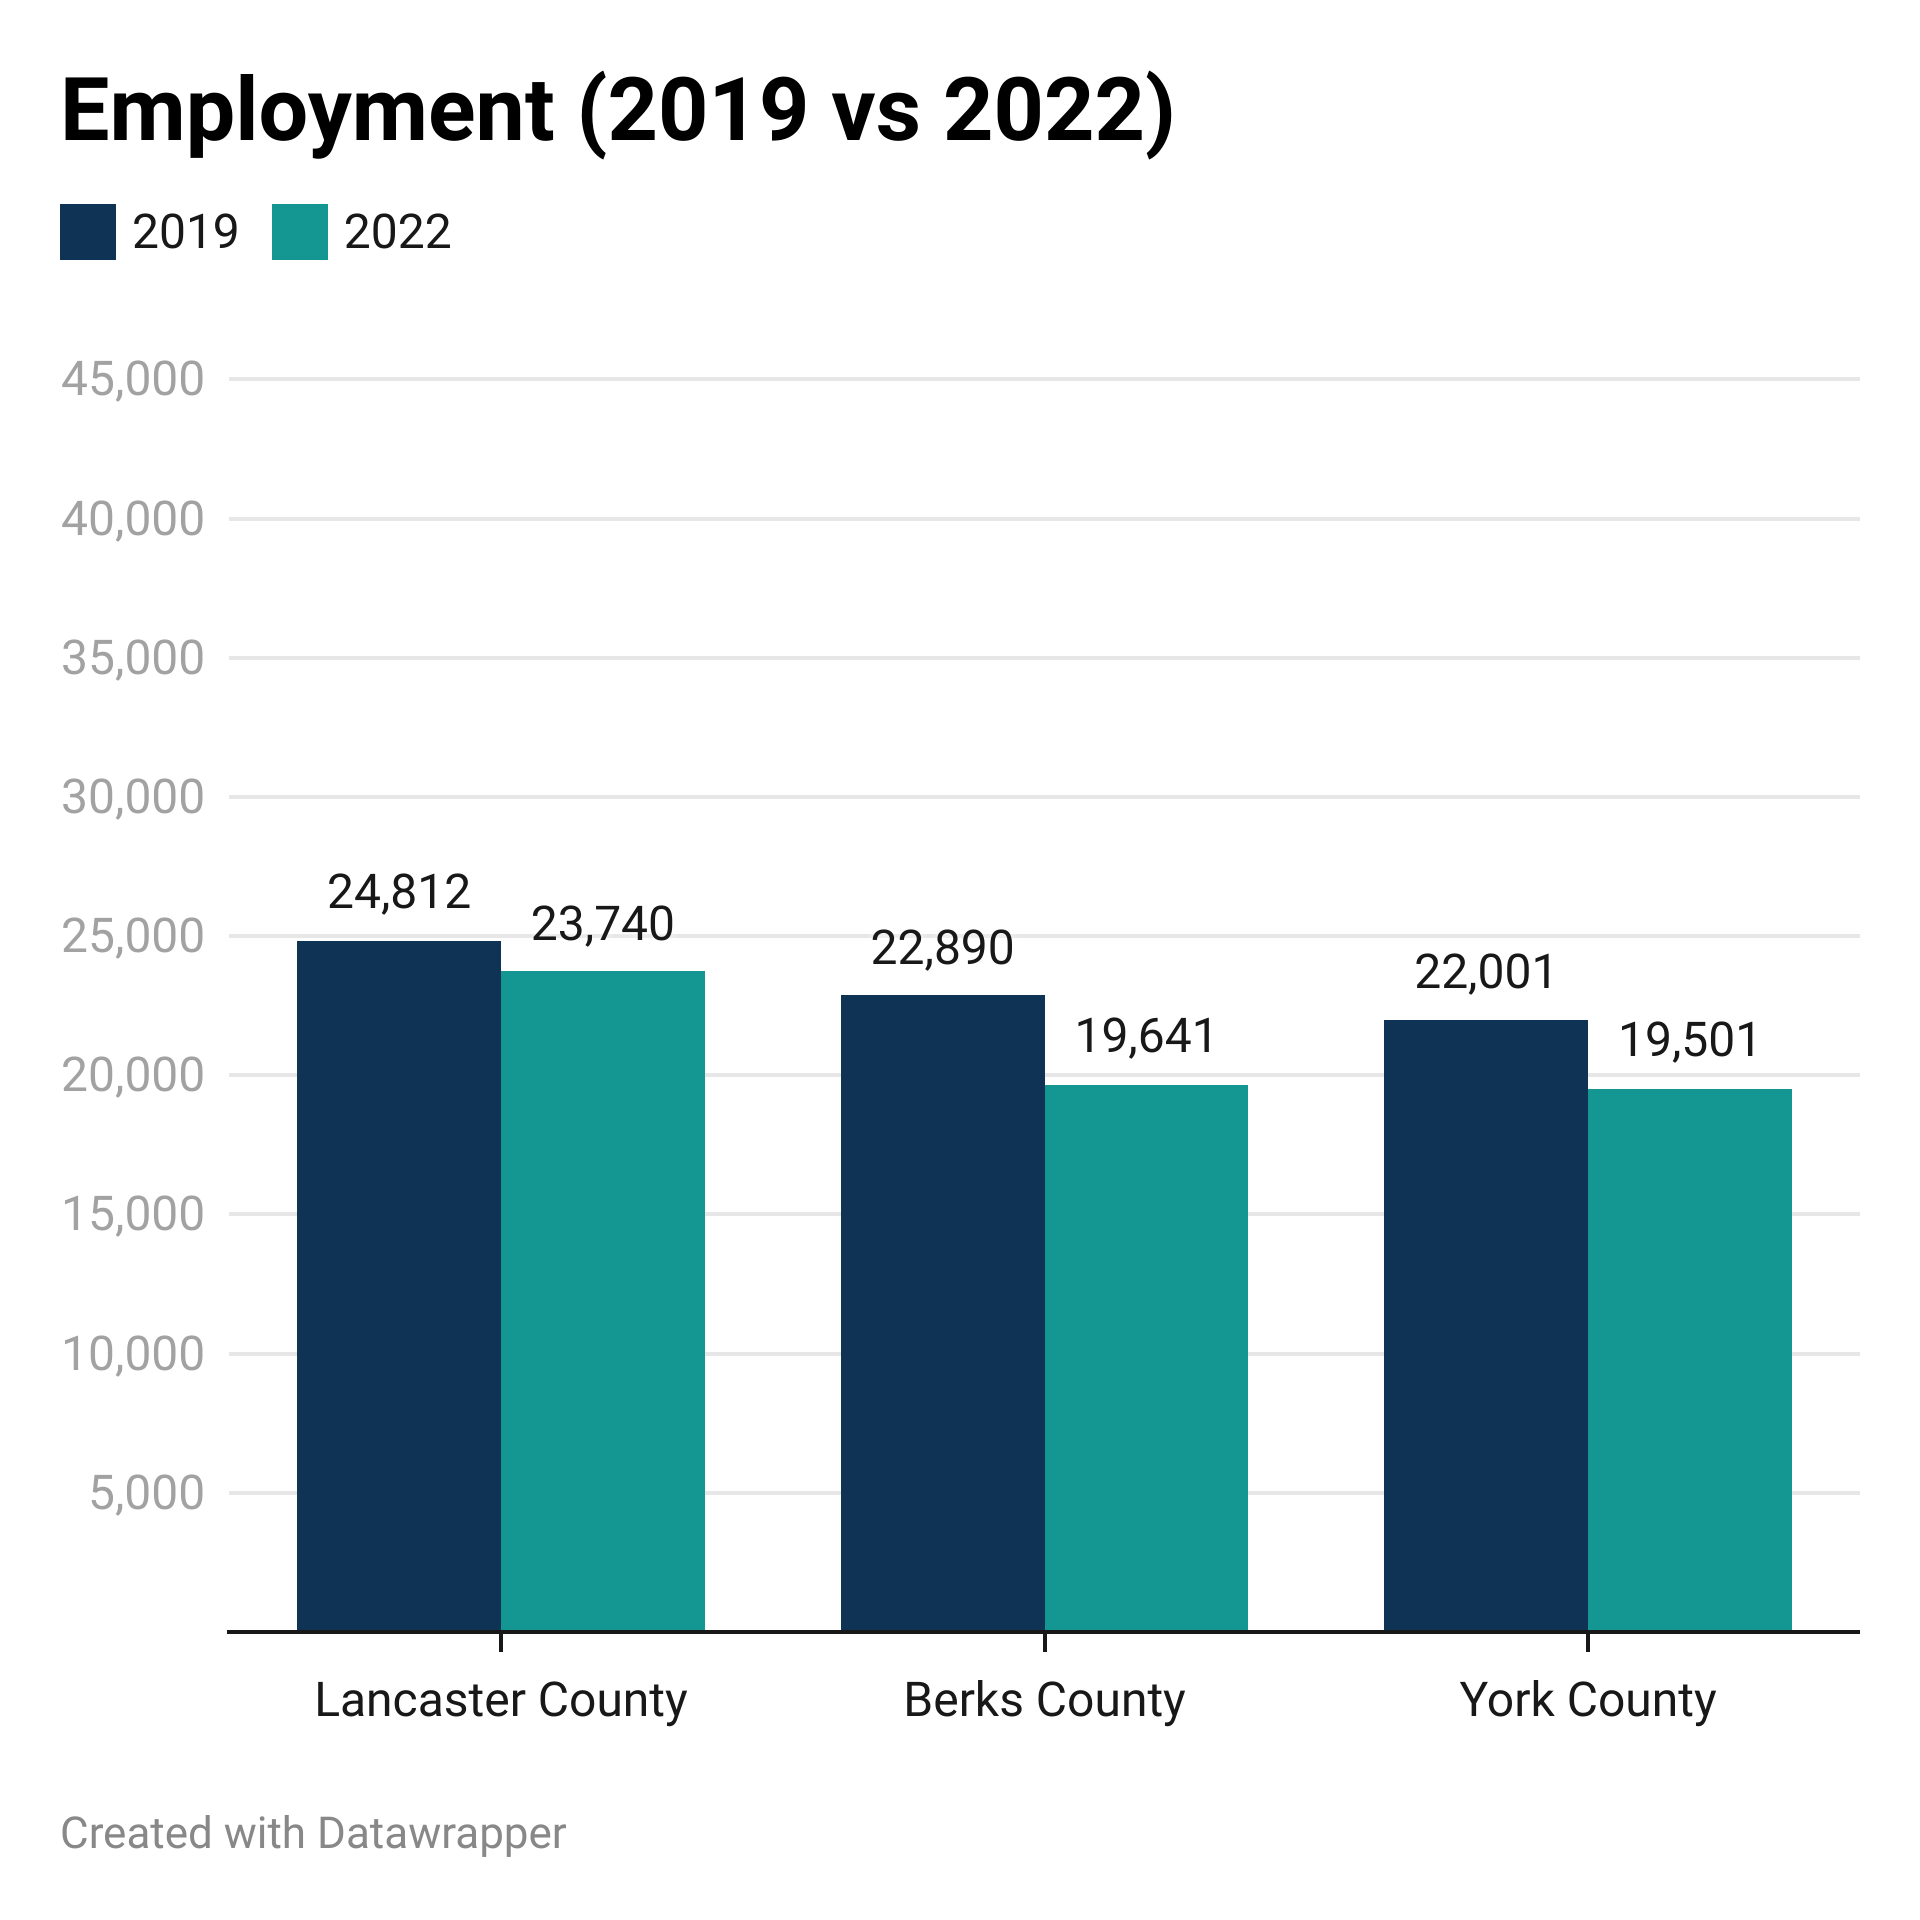 Employment (2019 vs 2022)
2019 2022
45,000
40,000
35,000
30,000
25,000
20,000
15,000
10,000
5,000
24,812 23,740 22,890 19,641 22,001 19,501
Lancaster County Berks County York County
Created with Datawrapper